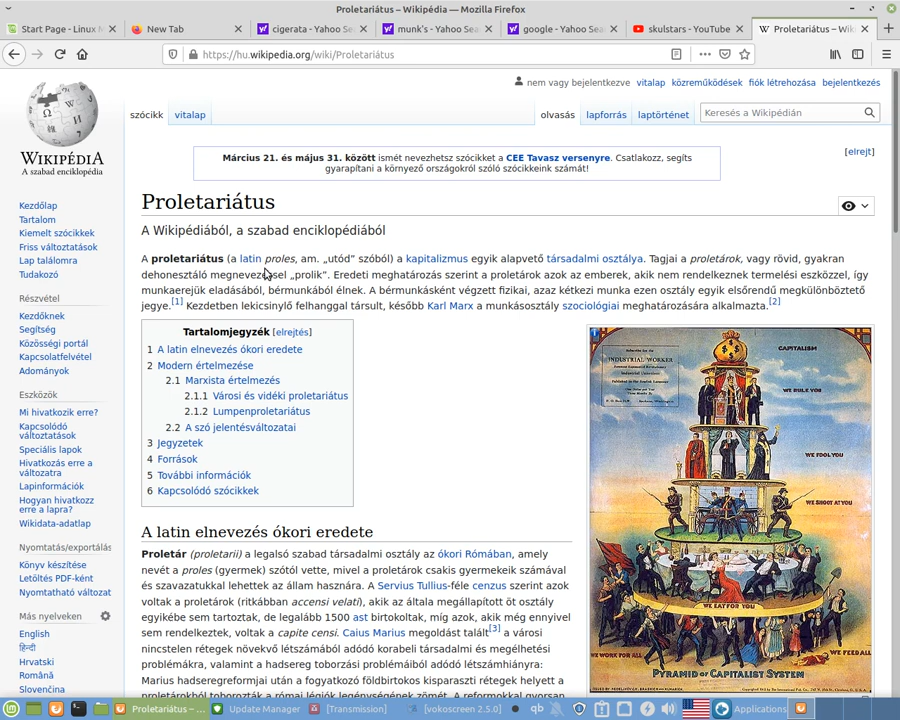 Proletariátus – Wikipédia — Mozilla Firefox
Start Page - Linux M
New Tab
cigerata - Yahoo Se
munk's - Yahoo Sea
google - Yahoo Sear
skulstars - YouTube
Proletariátus – Wik
https://hu.wikipedia.org/wiki/Proletariátus
nem vagy bejelentkezve vitalap közreműködések fiók létrehozása bejelentkezés
szócikk vitalap olvasás lapforrás laptörténet Keresés a Wikipédián
WIKIPÉDIA
A szabad enciklopédia
Március 21. és május 31. között ismét nevezhetsz szócikket a CEE Tavasz versenyre. Csatlakozz, segíts
gyarapítani a környező országokról szóló szócikkeink számát!
[elrejt]
Kezdőlap
Tartalom
Kiemelt szócikkek
Friss változtatások
Lap találomra
Tudakozó
Részvétel
Kezdőknek
Segítség
Közösségi portál
Kapcsolatfelvétel
Adományok
Eszközök
Mi hivatkozik erre?
Kapcsolódó
változtatások
Speciális lapok
Hivatkozás erre a
változatra
Lapinformációk
Hogyan hivatkozz
erre a lapra?
Wikidata-adatlap
Nyomtatás/exportálás
Könyv készítése
Letöltés PDF-ként
Nyomtatható változat
Más nyelveken
English
हिन्दी
Hrvatski
Română
Slovenčina
Proletariátus
A Wikipédiából, a szabad enciklopédiából
A proletariátus (a latin proles, am. „utód” szóból) a kapitalizmus egyik alapvető társadalmi osztálya. Tagjai a proletárok, vagy rövid, gyakran
dehonesztáló megnevezéssel „prolik”. Eredeti meghatározás szerint a proletárok azok az emberek, akik nem rendelkeznek termelési eszközzel, így
munkaerejük eladásából, bérmunkából élnek. A bérmunkásként végzett fizikai, azaz kétkezi munka ezen osztály egyik elsőrendű megkülönböztető
jegye.[1] Kezdetben lekicsinylő felhanggal társult, később Karl Marx a munkásosztály szociológiai meghatározására alkalmazta.[2]
Tartalomjegyzék [elrejtés]
1 A latin elnevezés ókori eredete
2 Modern értelmezése
2.1 Marxista értelmezés
2.1.1 Városi és vidéki proletariátus
2.1.2 Lumpenproletariátus
2.2 A szó jelentésváltozatai
3 Jegyzetek
4 Források
5 További információk
6 Kapcsolódó szócikkek
A latin elnevezés ókori eredete
Proletár (proletarii) a legalsó szabad társadalmi osztály az ókori Rómában, amely
nevét a proles (gyermek) szótól vette, mivel a proletárok csakis gyermekeik számával
és szavazatukkal lehettek az állam hasznára. A Servius Tullius-féle cenzus szerint azok
voltak a proletárok (ritkábban accensi velati), akik az általa megállapított öt osztály
egyikébe sem tartoztak, de legalább 1500 ast birtokoltak, míg azok, akik még ennyivel
sem rendelkeztek, voltak a capite censi. Caius Marius megoldást talált[3] a városi
nincstelen rétegek növekvő létszámából adódó korabeli társadalmi és megélhetési
problémákra, valamint a hadsereg toborzási problémáiból adódó létszámhiányra:
Marius hadseregreformjai után a fogyatkozó földbirtokos kisparaszti rétegek helyett a
proletárokból toborozták a római légiók legénységének zömét. A reformokkal gyorsan
INDUSTRIAL WORKER
CAPITALISM
WE RULE YOU
WE FOOL YOU
WE SHOOT AT YOU
WE EAT FOR YOU
WE WORK FOR ALL
WE FEED ALL
PYRAMID OF CAPITALIST SYSTEM
Proletariátus – ...
Update Manager
[Transmission]
[vokoscreen 2.5.0]
Applications